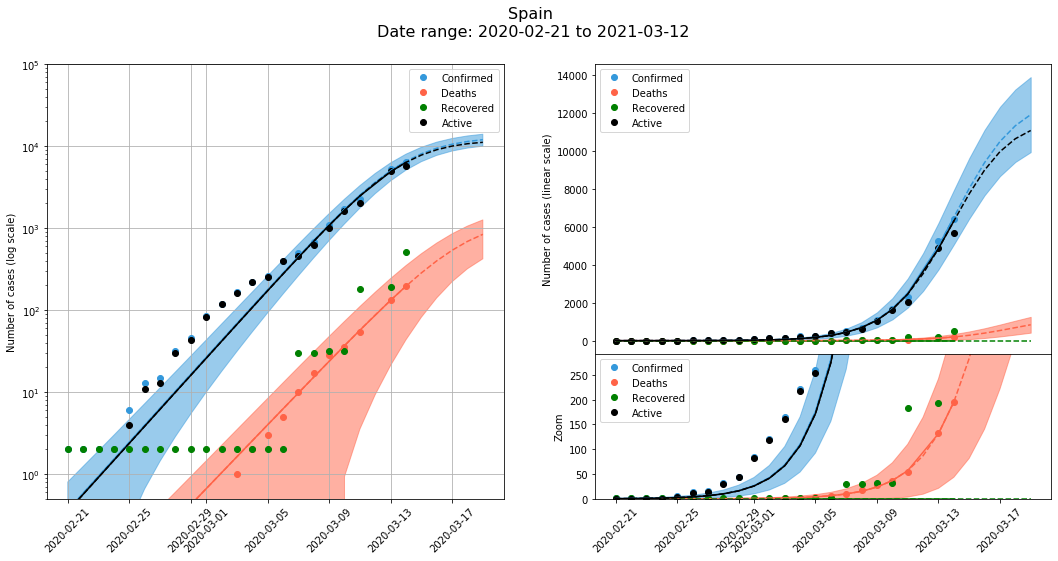 Spain
Date range: 2020-02-21 to 2021-03-12
Number of cases (log scale)
10^5
10^4
10^3
10^2
10^1
10^0
Confirmed
Deaths
Recovered
Active
2020-02-21
2020-02-25
2020-02-29
2020-03-01
2020-03-05
2020-03-09
2020-03-13
2020-03-17
Number of cases (linear scale)
14000
12000
10000
8000
6000
4000
2000
0
Confirmed
Deaths
Recovered
Active
Zoom
250
200
150
100
50
0
Confirmed
Deaths
Recovered
Active
2020-02-21
2020-02-25
2020-02-29
2020-03-01
2020-03-05
2020-03-09
2020-03-13
2020-03-17